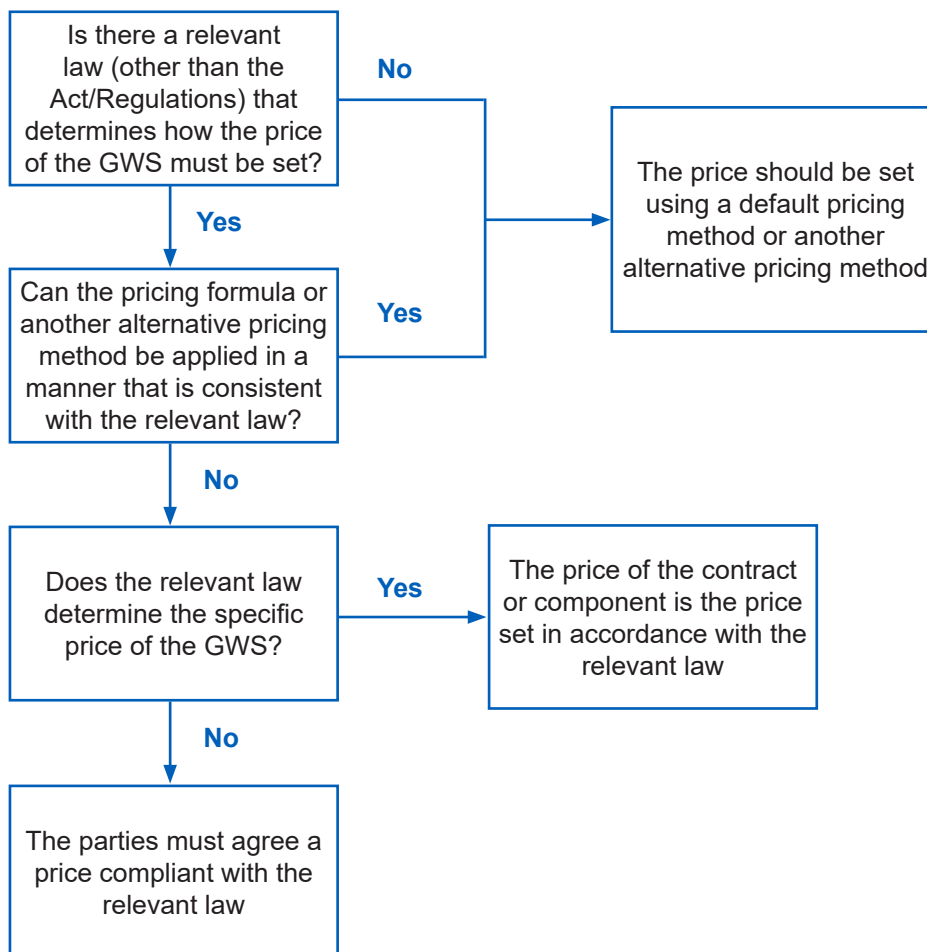 Is there a relevant
law (other than the
Act/Regulations) that
determines how the price
of the GWS must be set?
No
The price should be set
using a default pricing
method or another
alternative pricing method
Yes
Can the pricing formula or
another alternative pricing
method be applied in a
manner that is consistent
with the relevant law?
Yes
No
Does the relevant law
determine the specific
price of the GWS?
Yes
The price of the contract
or component is the price
set in accordance with the
relevant law
No
The parties must agree a
price compliant with the
relevant law